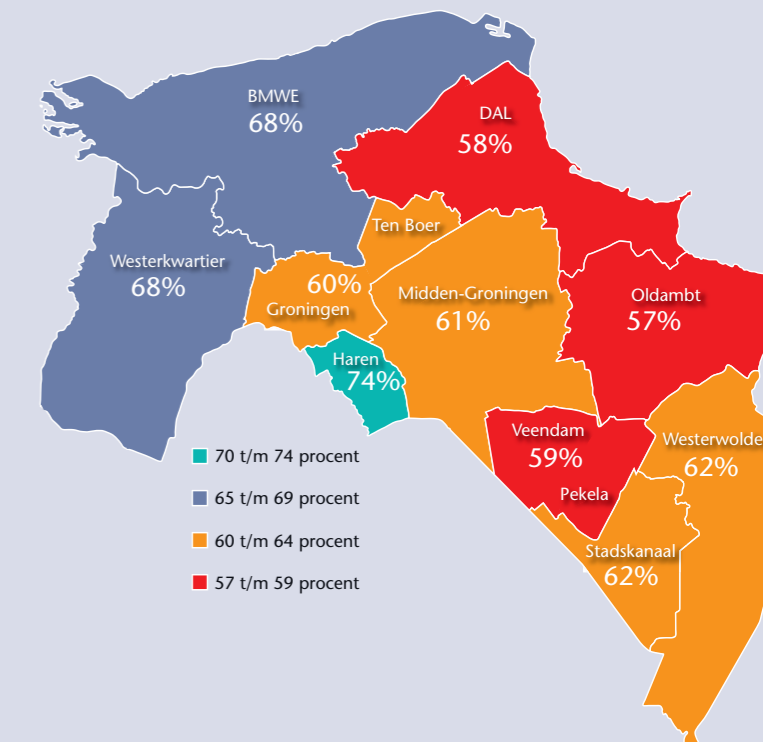 BMWE
68%
DAL
58%
Ten Boer
Westerkwartier
68%
60%
Groningen
Midden-Groningen
61%
Oldambt
57%
Haren
74%
Veendam
59%
Pekela
Westerwolde
62%
Stadskanaal
62%
70 t/m 74 procent
65 t/m 69 procent
60 t/m 64 procent
57 t/m 59 procent